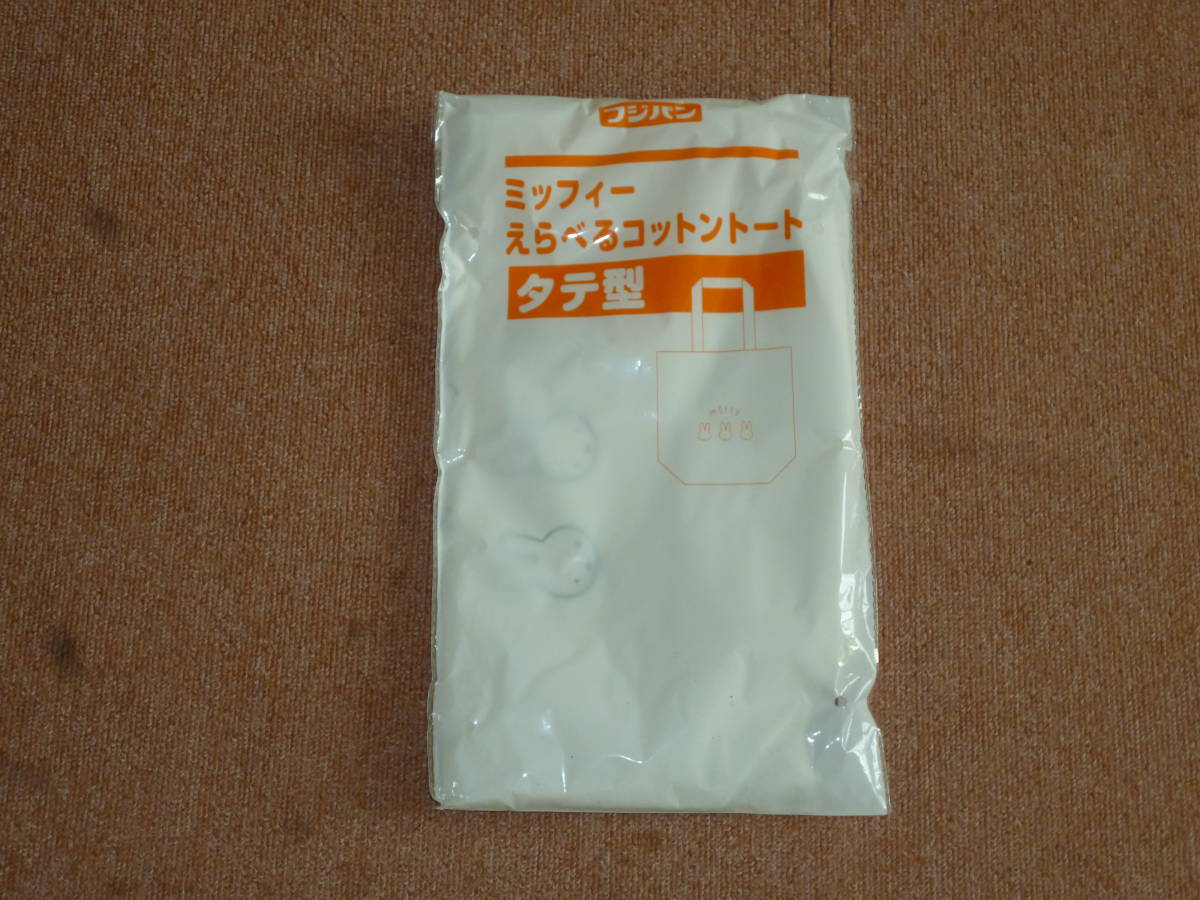 フジパン
ミッフィー
えらべるコットントート
タテ型
miffy